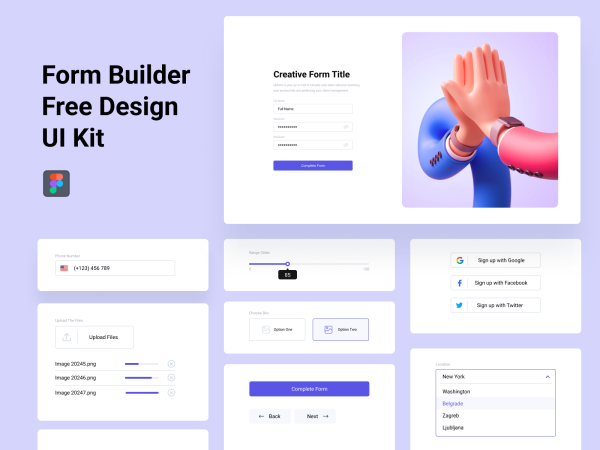 Form Builder
Free Design
UI Kit
Creative Form Title
Full Name
Complete Form
Phone Number
(+123) 456 789
Range Slider
0
85
100
Sign up with Google
Sign up with Facebook
Sign up with Twitter
Upload The Files
Upload Files
Image 20245.png
Image 20246.png
Image 20247.png
Choose One
Option One
Option Two
Complete Form
← Back
Next →
Location
New York
Washington
Belgrade
Zagreb
Ljubljana